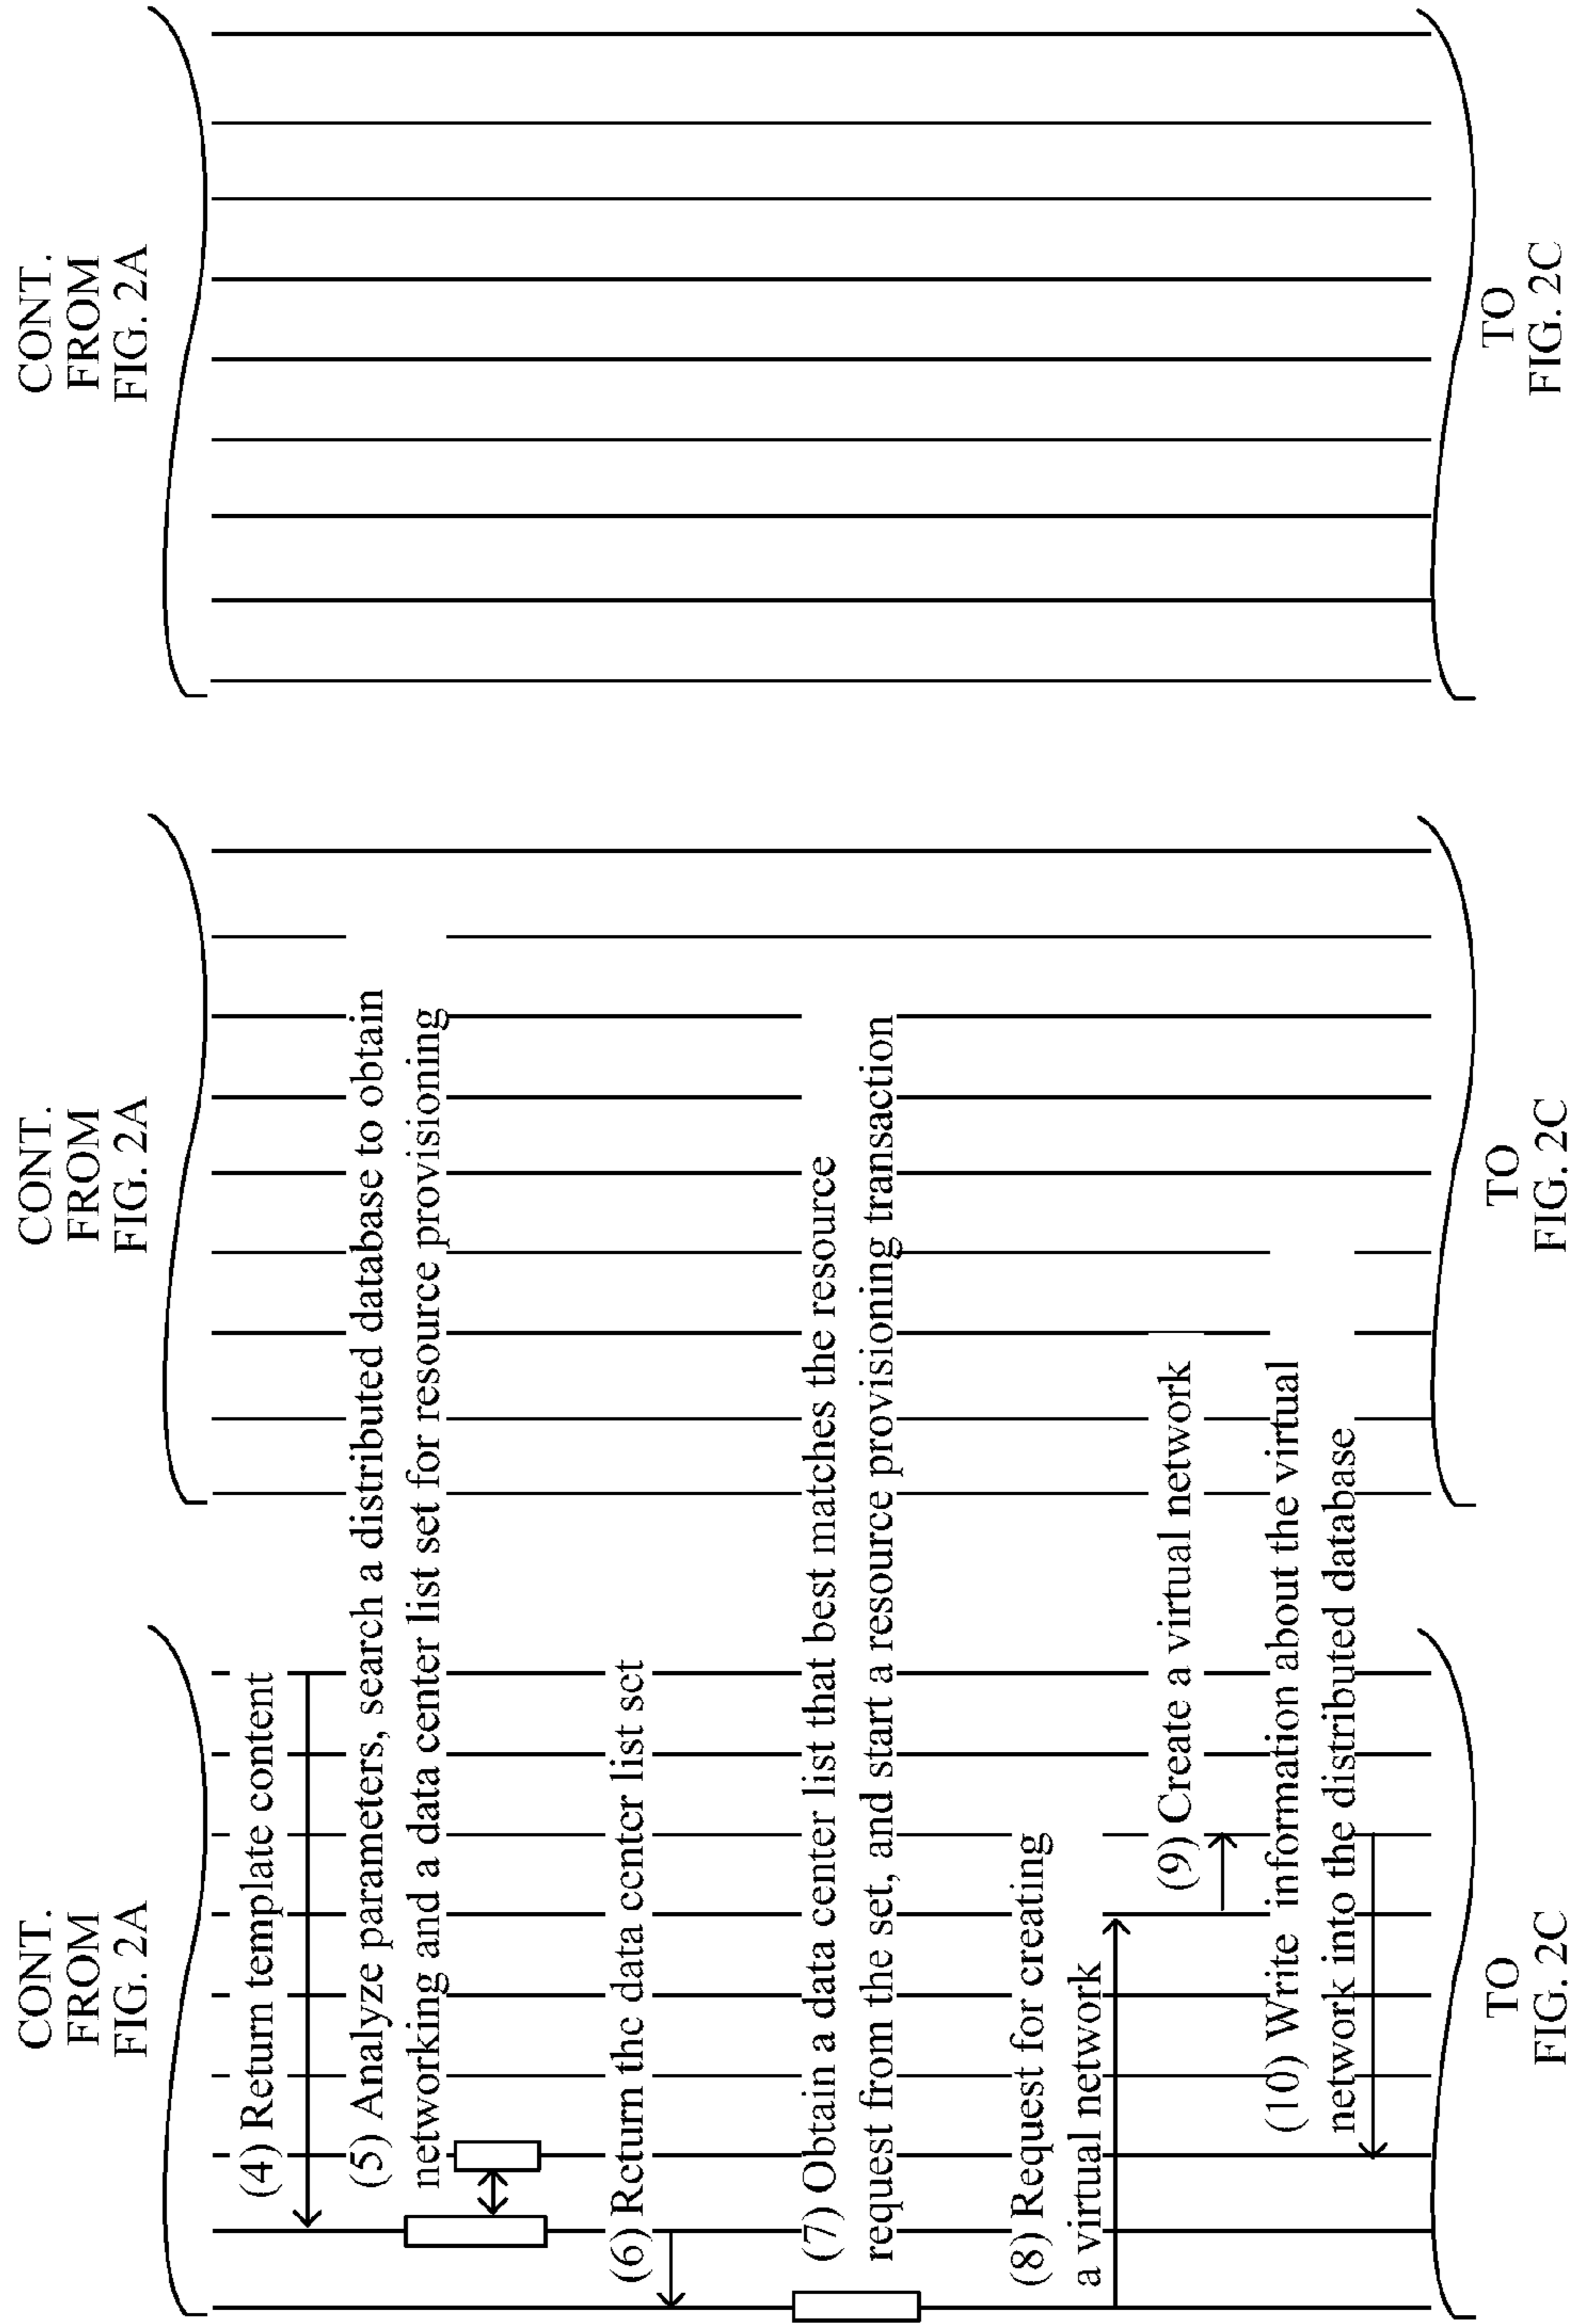 CONT.
FROM
FIG. 2A
CONT.
FROM
FIG. 2A
CONT.
FROM
FIG. 2A
(4) Return template content
(5) Analyze parameters, search a distributed database to obtain
networking and a data center list set for resource provisioning
(6) Return the data center list set
(7) Obtain a data center list that best matches the resource
request from the set, and start a resource provisioning transaction
(8) Request for creating
a virtual network
(9) Create a virtual network
(10) Write information about the virtual
network into the distributed database
TO
FIG. 2C
TO
FIG. 2C
TO
FIG. 2C